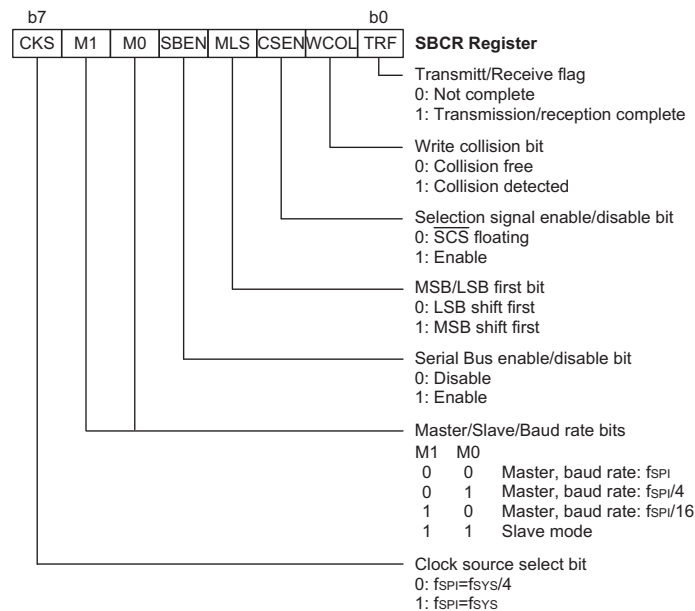 b7 b0
CKS M1 M0 SBEN MLS CSEN WCOL TRF SBCR Register
Transmitt/Receive flag
0: Not complete
1: Transmission/reception complete
Write collision bit
0: Collision free
1: Collision detected
Selection signal enable/disable bit
0: SCS floating
1: Enable
MSB/LSB first bit
0: LSB shift first
1: MSB shift first
Serial Bus enable/disable bit
0: Disable
1: Enable
Master/Slave/Baud rate bits
M1 M0
0 0 Master, baud rate: fSPI
0 1 Master, baud rate: fSPI/4
1 0 Master, baud rate: fSPI/16
1 1 Slave mode
Clock source select bit
0: fSPI=fSYS/4
1: fSPI=fSYS